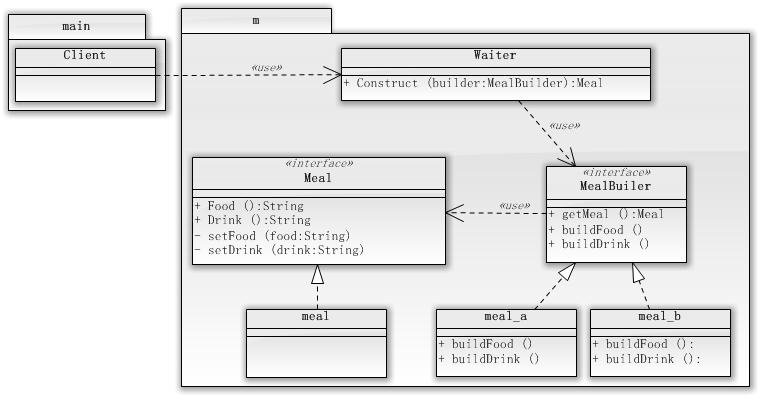 main
m
Client
Waiter
«use»
+ Construct (builder:MealBuilder):Meal
«use»
«interface»
Meal
«interface»
MealBuiler
+ Food ():String
+ Drink ():String
- setFood (food:String)
- setDrink (drink:String)
«use»
+ getMeal ():Meal
+ buildFood ()
+ buildDrink ()
meal
meal_a
meal_b
+ buildFood ()
+ buildDrink ()
+ buildFood ():
+ buildDrink ():